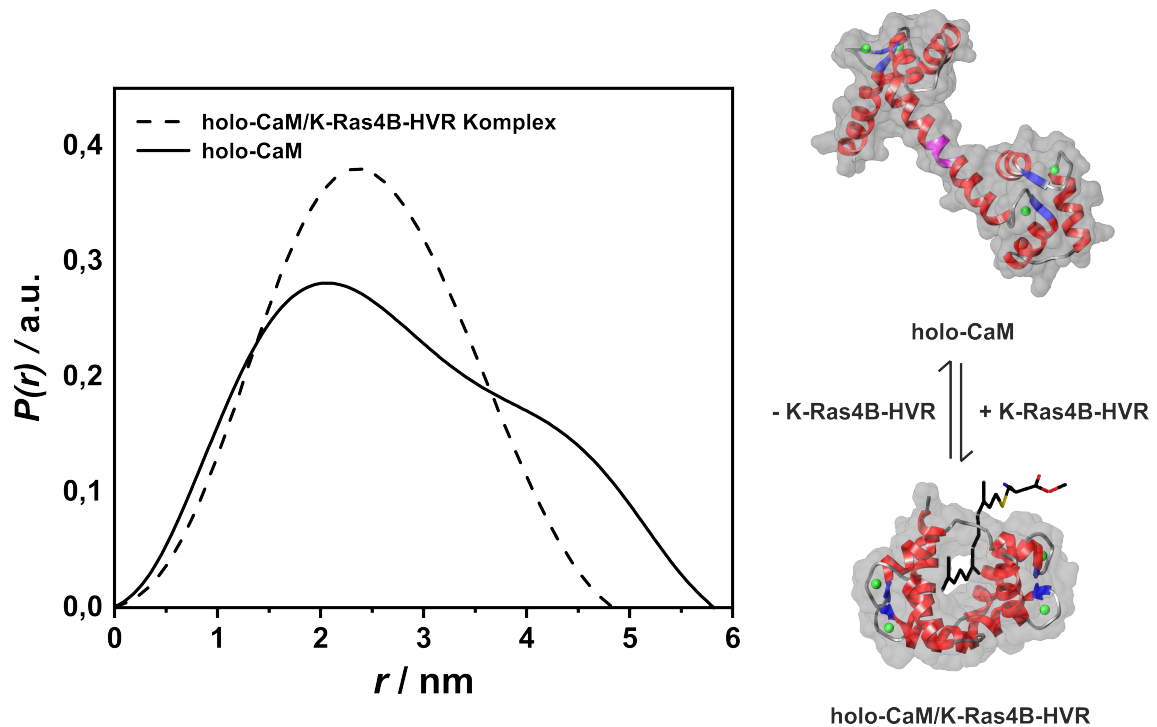 holo-CaM/K-Ras4B-HVR Komplex
holo-CaM
P(r) / a.u.
0,4
0,3
0,2
0,1
0,0
0 1 2 3 4 5 6
r / nm
holo-CaM
- K-Ras4B-HVR + K-Ras4B-HVR
holo-CaM/K-Ras4B-HVR